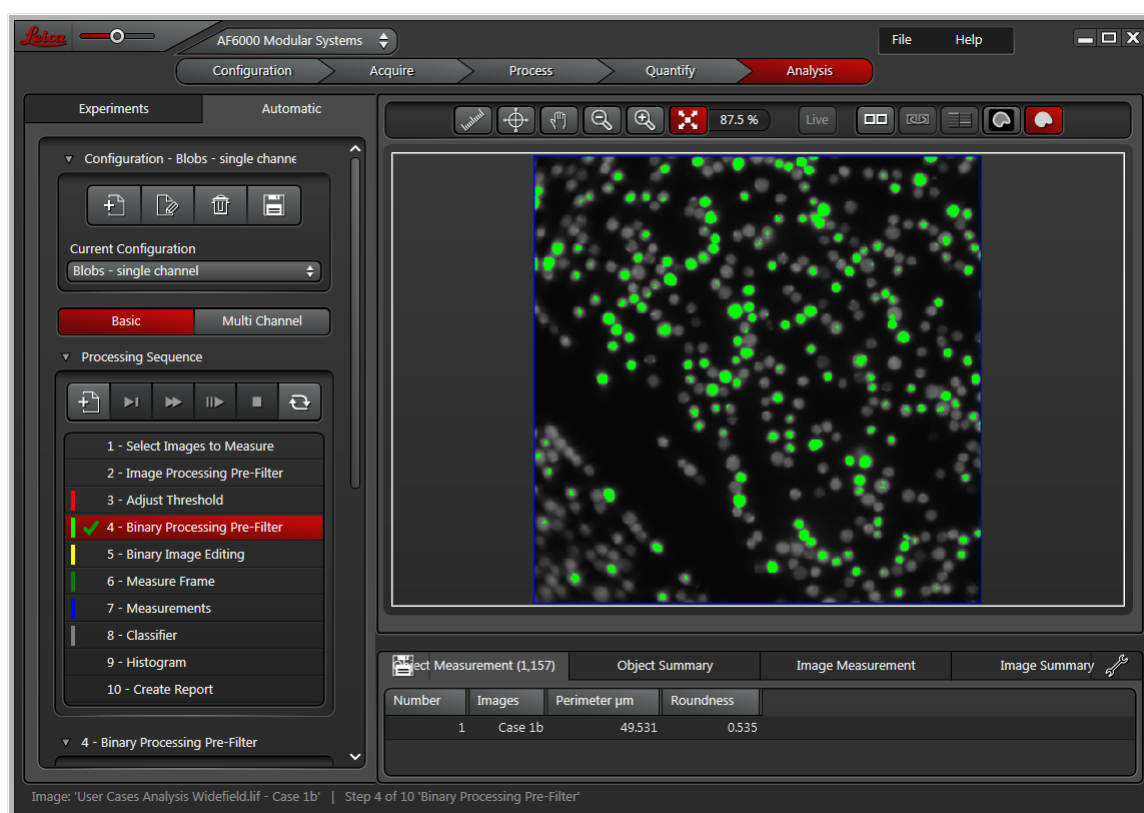 Leica
AF6000 Modular Systems
File
Help
Configuration
Acquire
Process
Quantify
Analysis
Experiments
Automatic
87.5 %
Live
Configuration - Blobs - single channe
Current Configuration
Blobs - single channel
Basic
Multi Channel
Processing Sequence
1 - Select Images to Measure
2 - Image Processing Pre-Filter
3 - Adjust Threshold
4 - Binary Processing Pre-Filter
5 - Binary Image Editing
6 - Measure Frame
7 - Measurements
8 - Classifier
9 - Histogram
10 - Create Report
4 - Binary Processing Pre-Filter
ect Measurement (1,157)
Object Summary
Image Measurement
Image Summary
Number
Images
Perimeter µm
Roundness
1
Case 1b
49.531
0.535
Image: 'User Cases Analysis Widefield.lif - Case 1b' | Step 4 of 10 'Binary Processing Pre-Filter'